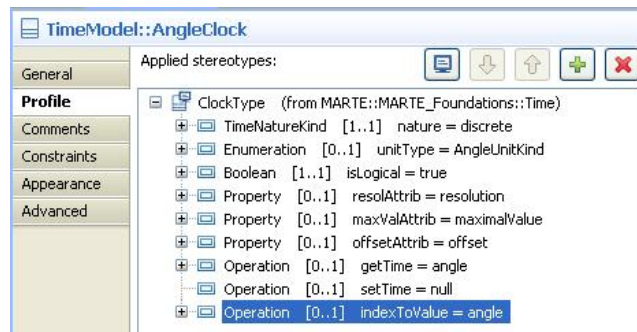 TimeModel::AngleClock
General
Profile
Comments
Constraints
Appearance
Advanced
Applied stereotypes:
ClockType (from MARTE::MARTE_Foundations::Time)
TimeNatureKind [1..1] nature = discrete
Enumeration [0..1] unitType = AngleUnitKind
Boolean [1..1] isLogical = true
Property [0..1] resolAttrib = resolution
Property [0..1] maxValAttrib = maximalValue
Property [0..1] offsetAttrib = offset
Operation [0..1] getTime = angle
Operation [0..1] setTime = null
Operation [0..1] indexToValue = angle